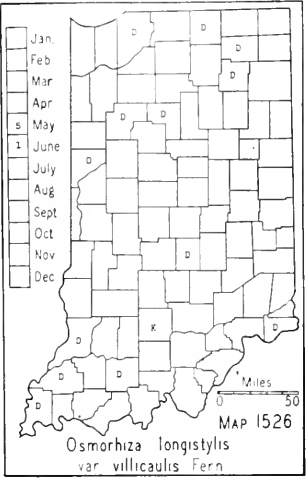 Jan.
Feb
Mar
Apr
5 May
1 June
July
Aug
Sept
Oct
Nov
Dec
D
D
D
D
D
D
D
D
K
D
D
D
D
D
Miles
0 50
MAP 1526
Osmorhiza longistylis
var villicaulis Fern